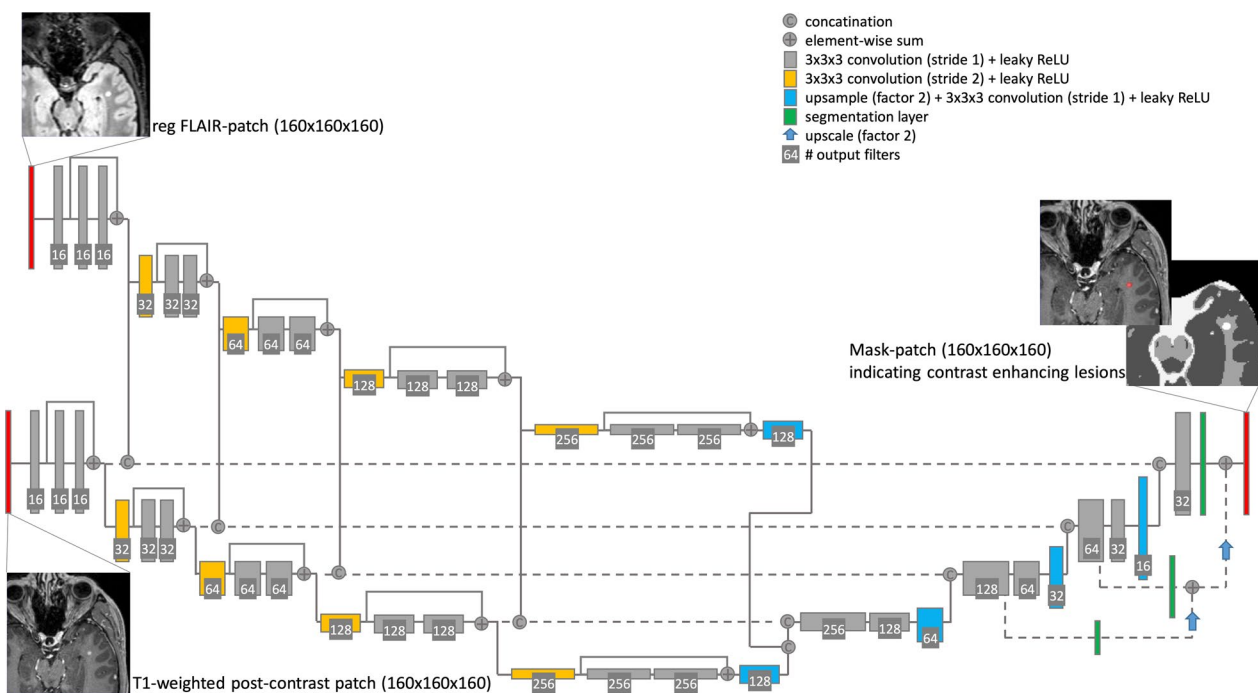 C concatination
+ element-wise sum
3x3x3 convolution (stride 1) + leaky ReLU
3x3x3 convolution (stride 2) + leaky ReLU
upsample (factor 2) + 3x3x3 convolution (stride 1) + leaky ReLU
segmentation layer
upscale (factor 2)
64 # output filters
reg FLAIR-patch (160x160x160)
16 16 16
32 32 32
64 64 64
128 128 128
256 256 256 128
Mask-patch (160x160x160)
indicating contrast enhancing lesions
16 16 16 C C 32
32 32 32 C C 64 32 16
64 64 64 C C 128 64 32
128 128 128 C C 256 128 64
C
256 256 256 128
T1-weighted post-contrast patch (160x160x160)